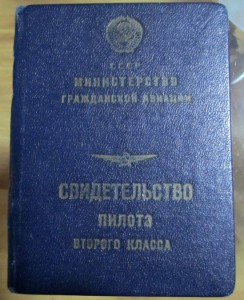 СССР
МИНИСТЕРСТВО
ГРАЖДАНСКОЙ АВИАЦИИ
СВИДЕТЕЛЬСТВО
ПИЛОТА
ВТОРОГО КЛАССА